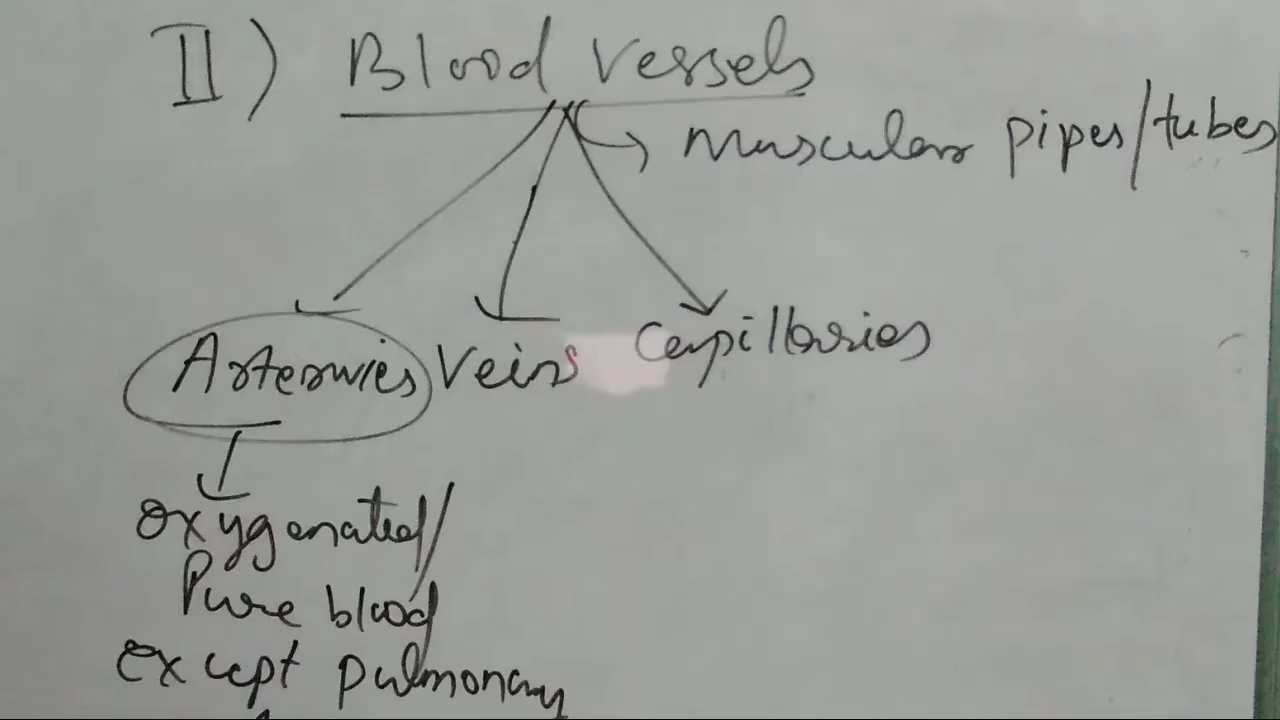 II) Blood vessels
→ Muscular pipes/tubes
Arteries Veins Capillaries
Oxygenated/
Pure blood
except pulmonary